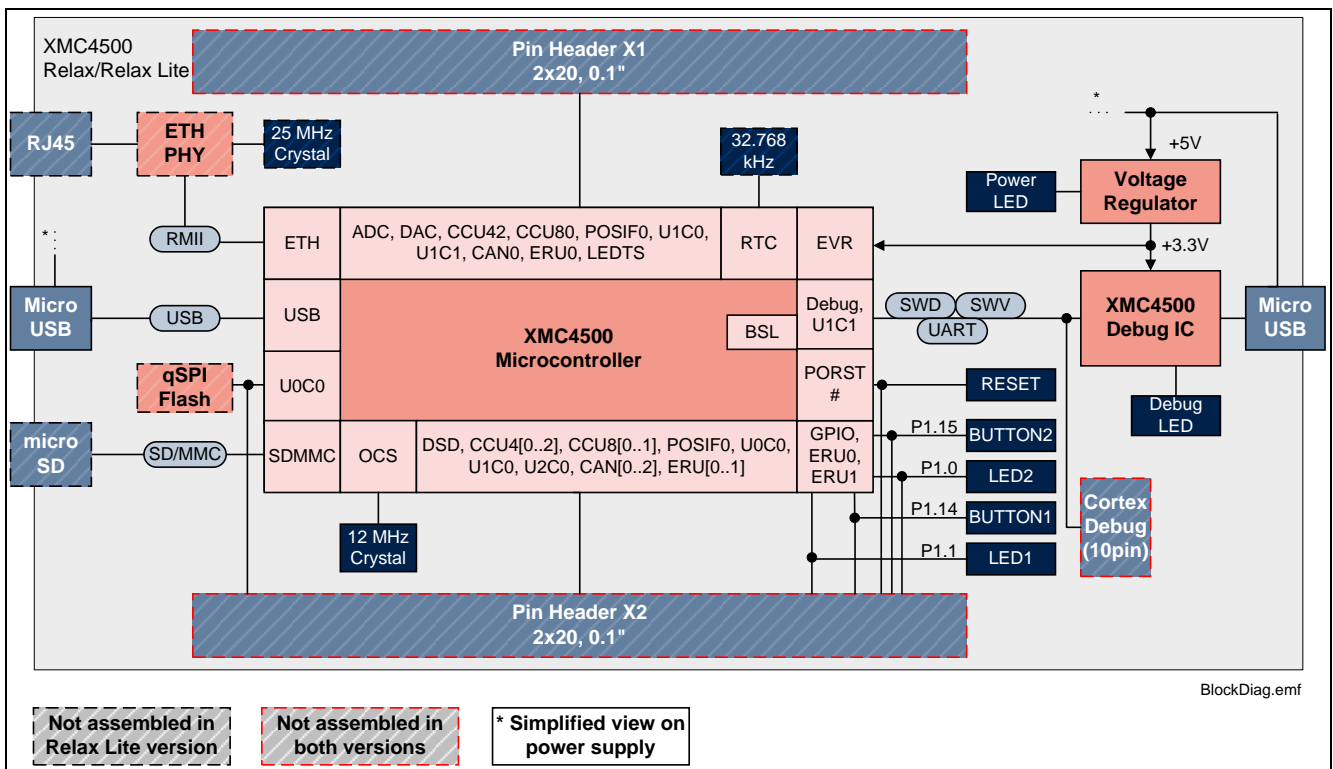 XMC4500
Relax/Relax Lite
Pin Header X1
2x20, 0.1"
RJ45
ETH
PHY
25 MHz
Crystal
32.768
kHz
*
+5V
Power
LED
Voltage
Regulator
+3.3V
RMII
ETH
ADC, DAC, CCU42, CCU80, POSIF0, U1C0,
U1C1, CAN0, ERU0, LEDTS
RTC
EVR
*
Micro
USB
USB
USB
XMC4500
Microcontroller
BSL
Debug,
U1C1
SWD
SWV
UART
XMC4500
Debug IC
Micro
USB
qSPI
Flash
U0C0
PORST
#
RESET
Debug
LED
micro
SD
SD/MMC
SDMMC
OCS
DSD, CCU4[0..2], CCU8[0..1], POSIF0, U0C0,
U1C0, U2C0, CAN[0..2], ERU[0..1]
GPIO,
ERU0,
ERU1
P1.15
BUTTON2
P1.0
LED2
P1.14
BUTTON1
P1.1
LED1
Cortex
Debug
(10pin)
12 MHz
Crystal
Pin Header X2
2x20, 0.1"
BlockDiag.emf
Not assembled in
Relax Lite version
Not assembled in
both versions
* Simplified view on
power supply